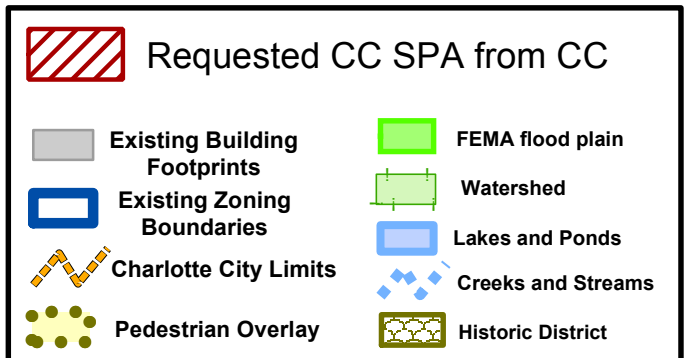 Requested CC SPA from CC
Existing Building
Footprints
Existing Zoning
Boundaries
Charlotte City Limits
Pedestrian Overlay
FEMA flood plain
Watershed
Lakes and Ponds
Creeks and Streams
Historic District